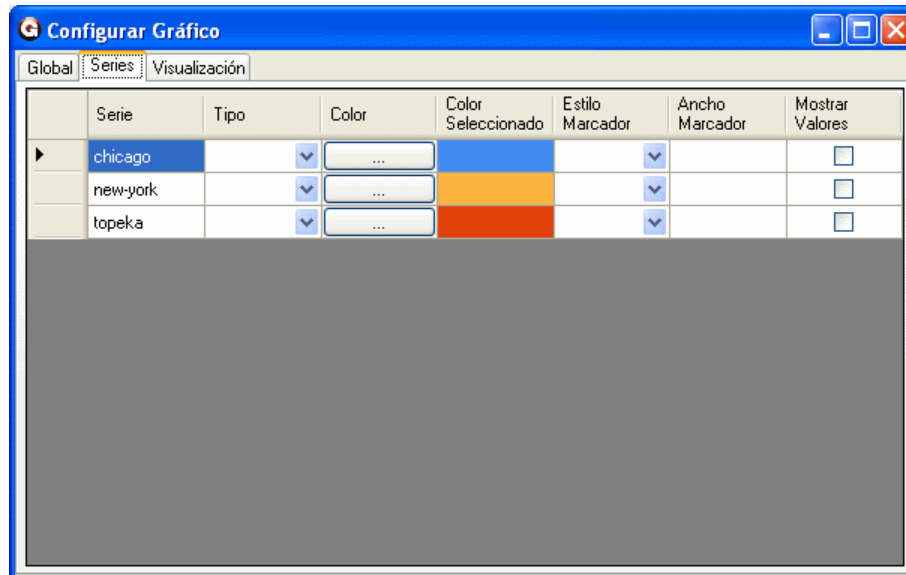 Configurar Gráfico
Global Series Visualización
Serie Tipo Color Color Seleccionado Estilo Marcador Ancho Marcador Mostrar Valores
chicago ...
new-york ...
topeka ...